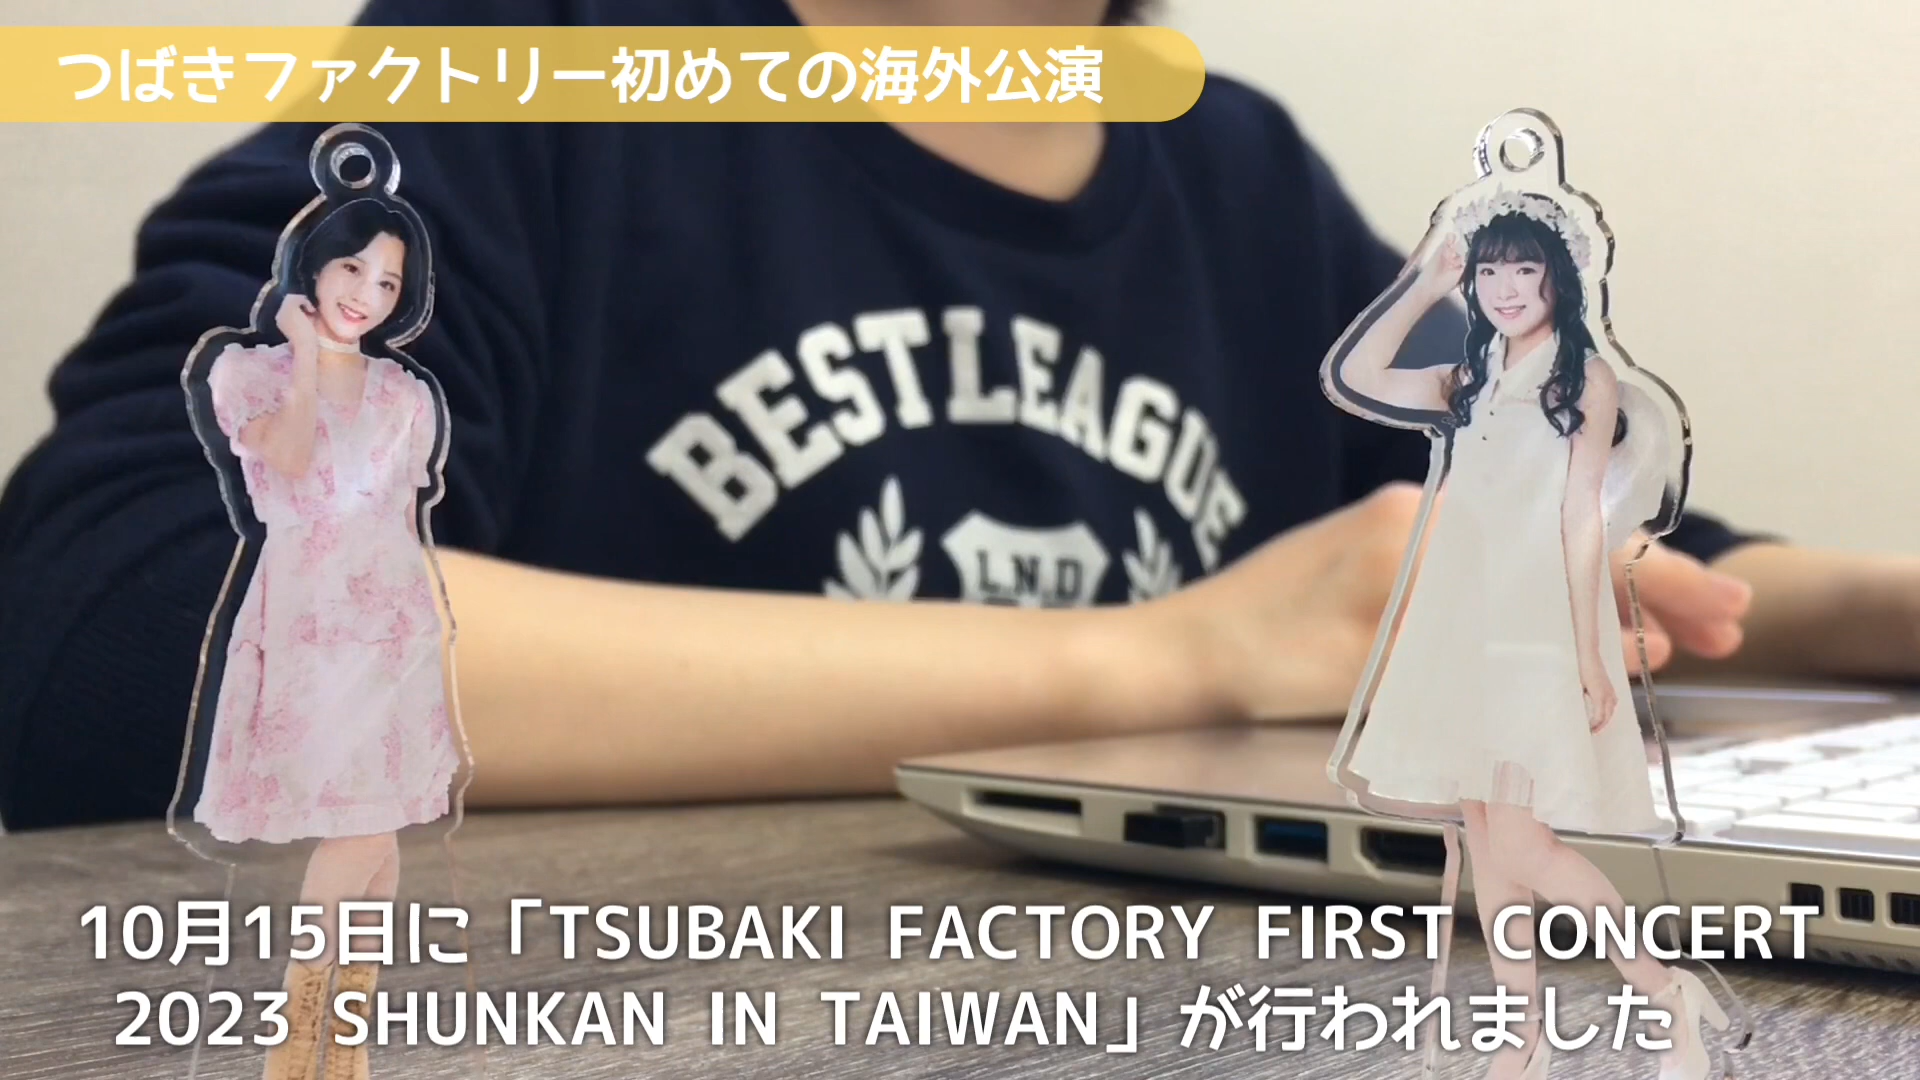 つばきファクトリー初めての海外公演
BEST LEAGUE
L.N.D
10月15日に「TSUBAKI FACTORY FIRST CONCERT
2023 SHUNKAN IN TAIWAN」が行われました